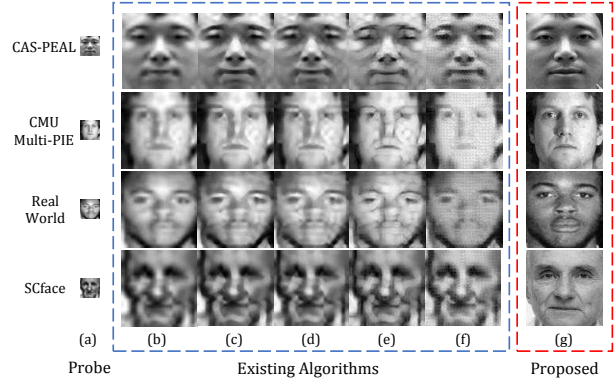 CAS-PEAL
CMU
Multi-PIE
Real
World
SCface
(a) (b) (c) (d) (e) (f) (g)
Probe Existing Algorithms Proposed